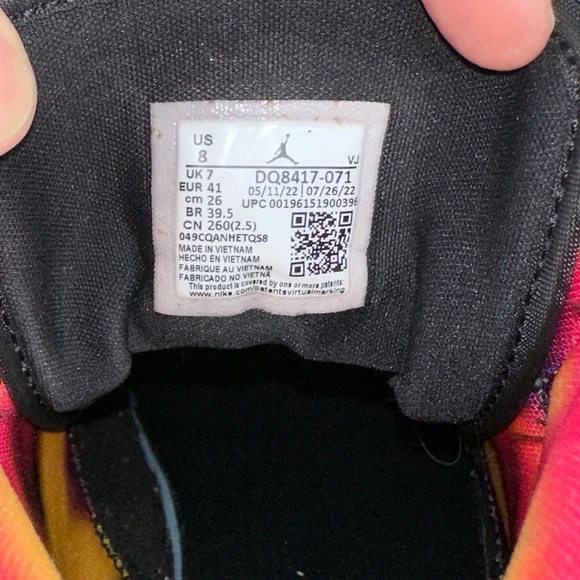 US
8
VJ
UK 7
DQ8417-071
EUR 41
05/11/22 07/26/22
cm 26
UPC 00196151900396
BR 39.5
CN 260(2.5)
049CQANHETQS8
MADE IN VIETNAM
HECHO EN VIETNAM
FABRIQUE AU VIETNAM
FABRICADO NO VIETNÃ
This product is covered by one or more patents:
www.nike.com/patentsvirtualmarking